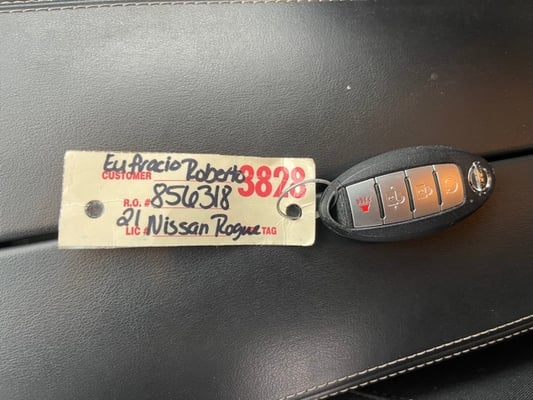 Eufracio Roberto 3828
CUSTOMER
R.O. # 856318
21 Nissan Rogue
LIC # TAG